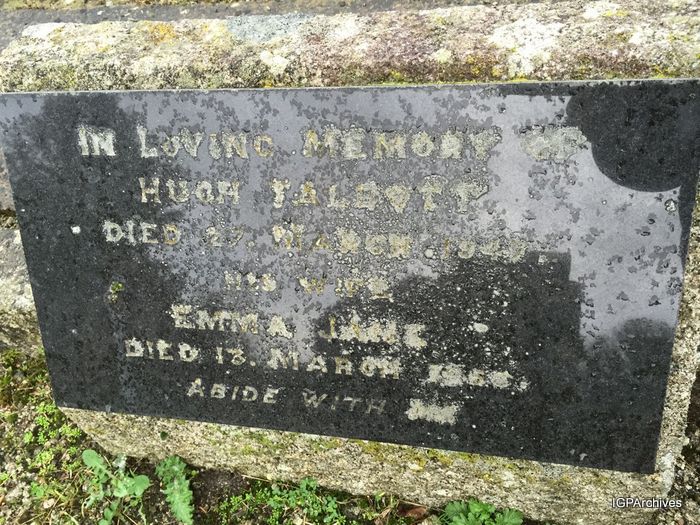 IN LOVING MEMORY OF
HUGH TALBOTT
DIED 27. MARCH
HIS WIFE
EMMA JANE
DIED 13. MARCH
ABIDE WITH ME
IGPArchives